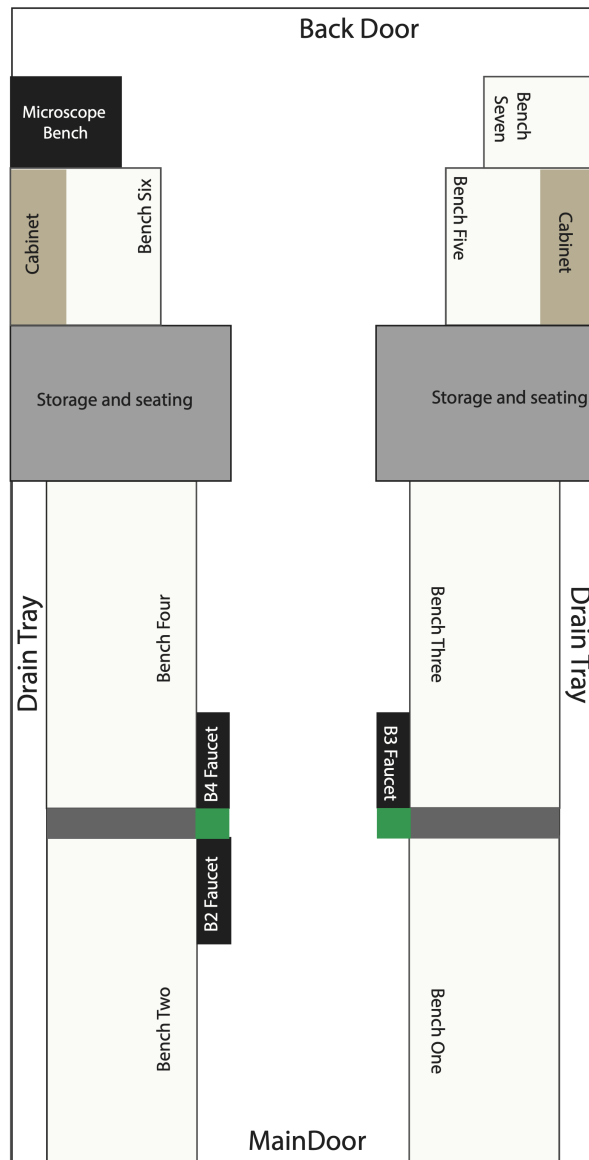 Back Door
Microscope
Bench
Bench
Seven
Cabinet
Bench Six
Bench Five
Cabinet
Storage and seating
Storage and seating
Drain Tray
Bench Four
Bench Three
Drain Tray
B4 Faucet
B3 Faucet
B2 Faucet
Bench Two
Bench One
MainDoor